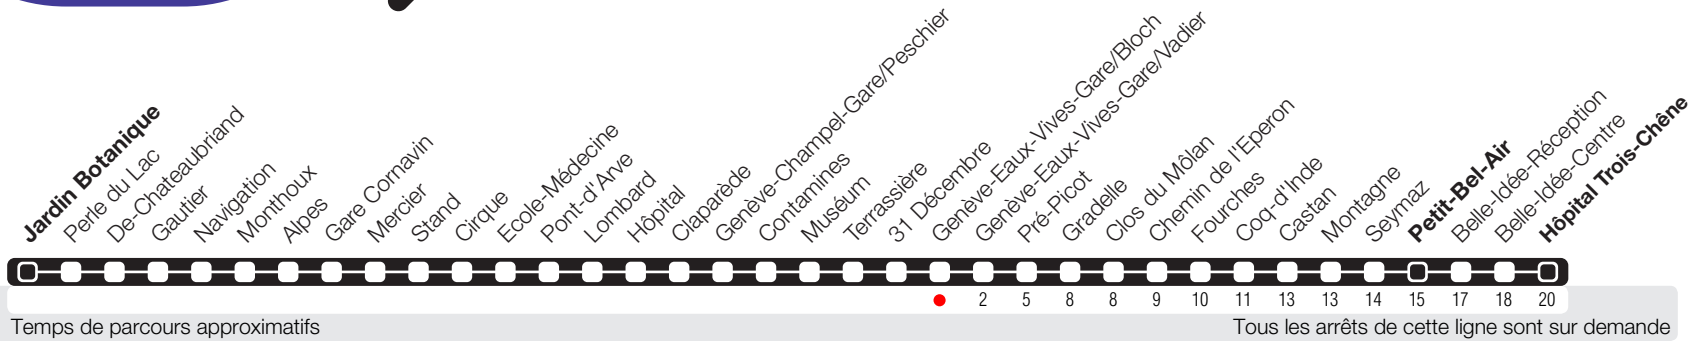 Jardin Botanique
Perle du Lac
De-Chateaubriand
Gautier
Navigation
Monthoux
Alpes
Gare Cornavin
Mercier
Stand
Cirque
Ecole-Médecine
Pont-d'Arve
Lombard
Hôpital
Claparède
Genève-Champel-Gare/Peschier
Contamines
Muséum
Terrassière
31 Décembre
Genève-Eaux-Vives-Gare/Bloch
Genève-Eaux-Vives-Gare/Vadier
Pré-Picot
Gradelle
Clos du Môlan
Chemin de l'Eperon
Fourches
Coq-d'Inde
Castan
Montagne
Seymaz
Petit-Bel-Air
Belle-Idée-Réception
Belle-Idée-Centre
Hôpital Trois-Chêne
2 5 8 8 9 10 11 13 13 14 15 17 18 20
Temps de parcours approximatifs
Tous les arrêts de cette ligne sont sur demande